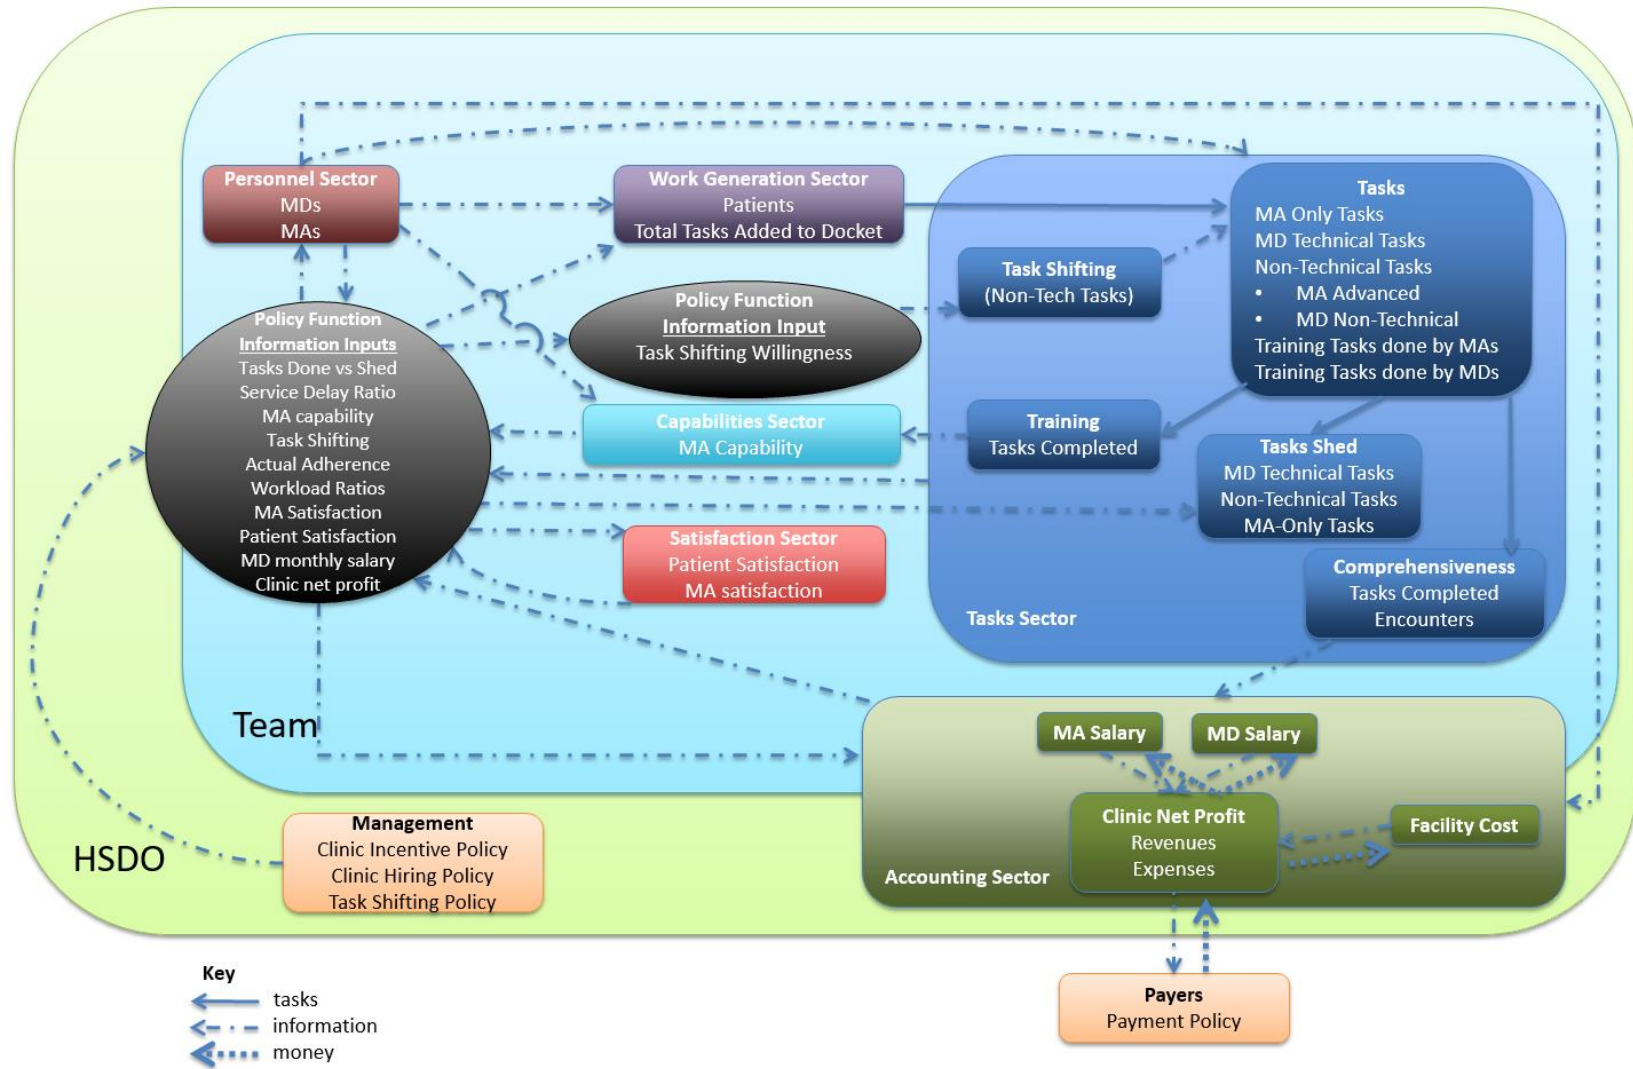 Personnel Sector
MDs
MAs
Work Generation Sector
Patients
Total Tasks Added to Docket
Tasks
MA Only Tasks
MD Technical Tasks
Non-Technical Tasks
• MA Advanced
• MD Non-Technical
Training Tasks done by MAs
Training Tasks done by MDs
Task Shifting
(Non-Tech Tasks)
Policy Function
Information Input
Task Shifting Willingness
Policy Function
Information Inputs
Tasks Done vs Shed
Service Delay Ratio
MA capability
Task Shifting
Actual Adherence
Workload Ratios
MA Satisfaction
Patient Satisfaction
MD monthly salary
Clinic net profit
Capabilities Sector
MA Capability
Training
Tasks Completed
Tasks Shed
MD Technical Tasks
Non-Technical Tasks
MA-Only Tasks
Satisfaction Sector
Patient Satisfaction
MA satisfaction
Comprehensiveness
Tasks Completed
Encounters
Tasks Sector
Team
MA Salary
MD Salary
Clinic Net Profit
Revenues
Expenses
Facility Cost
Accounting Sector
HSDO
Management
Clinic Incentive Policy
Clinic Hiring Policy
Task Shifting Policy
Payers
Payment Policy
Key
tasks
information
money